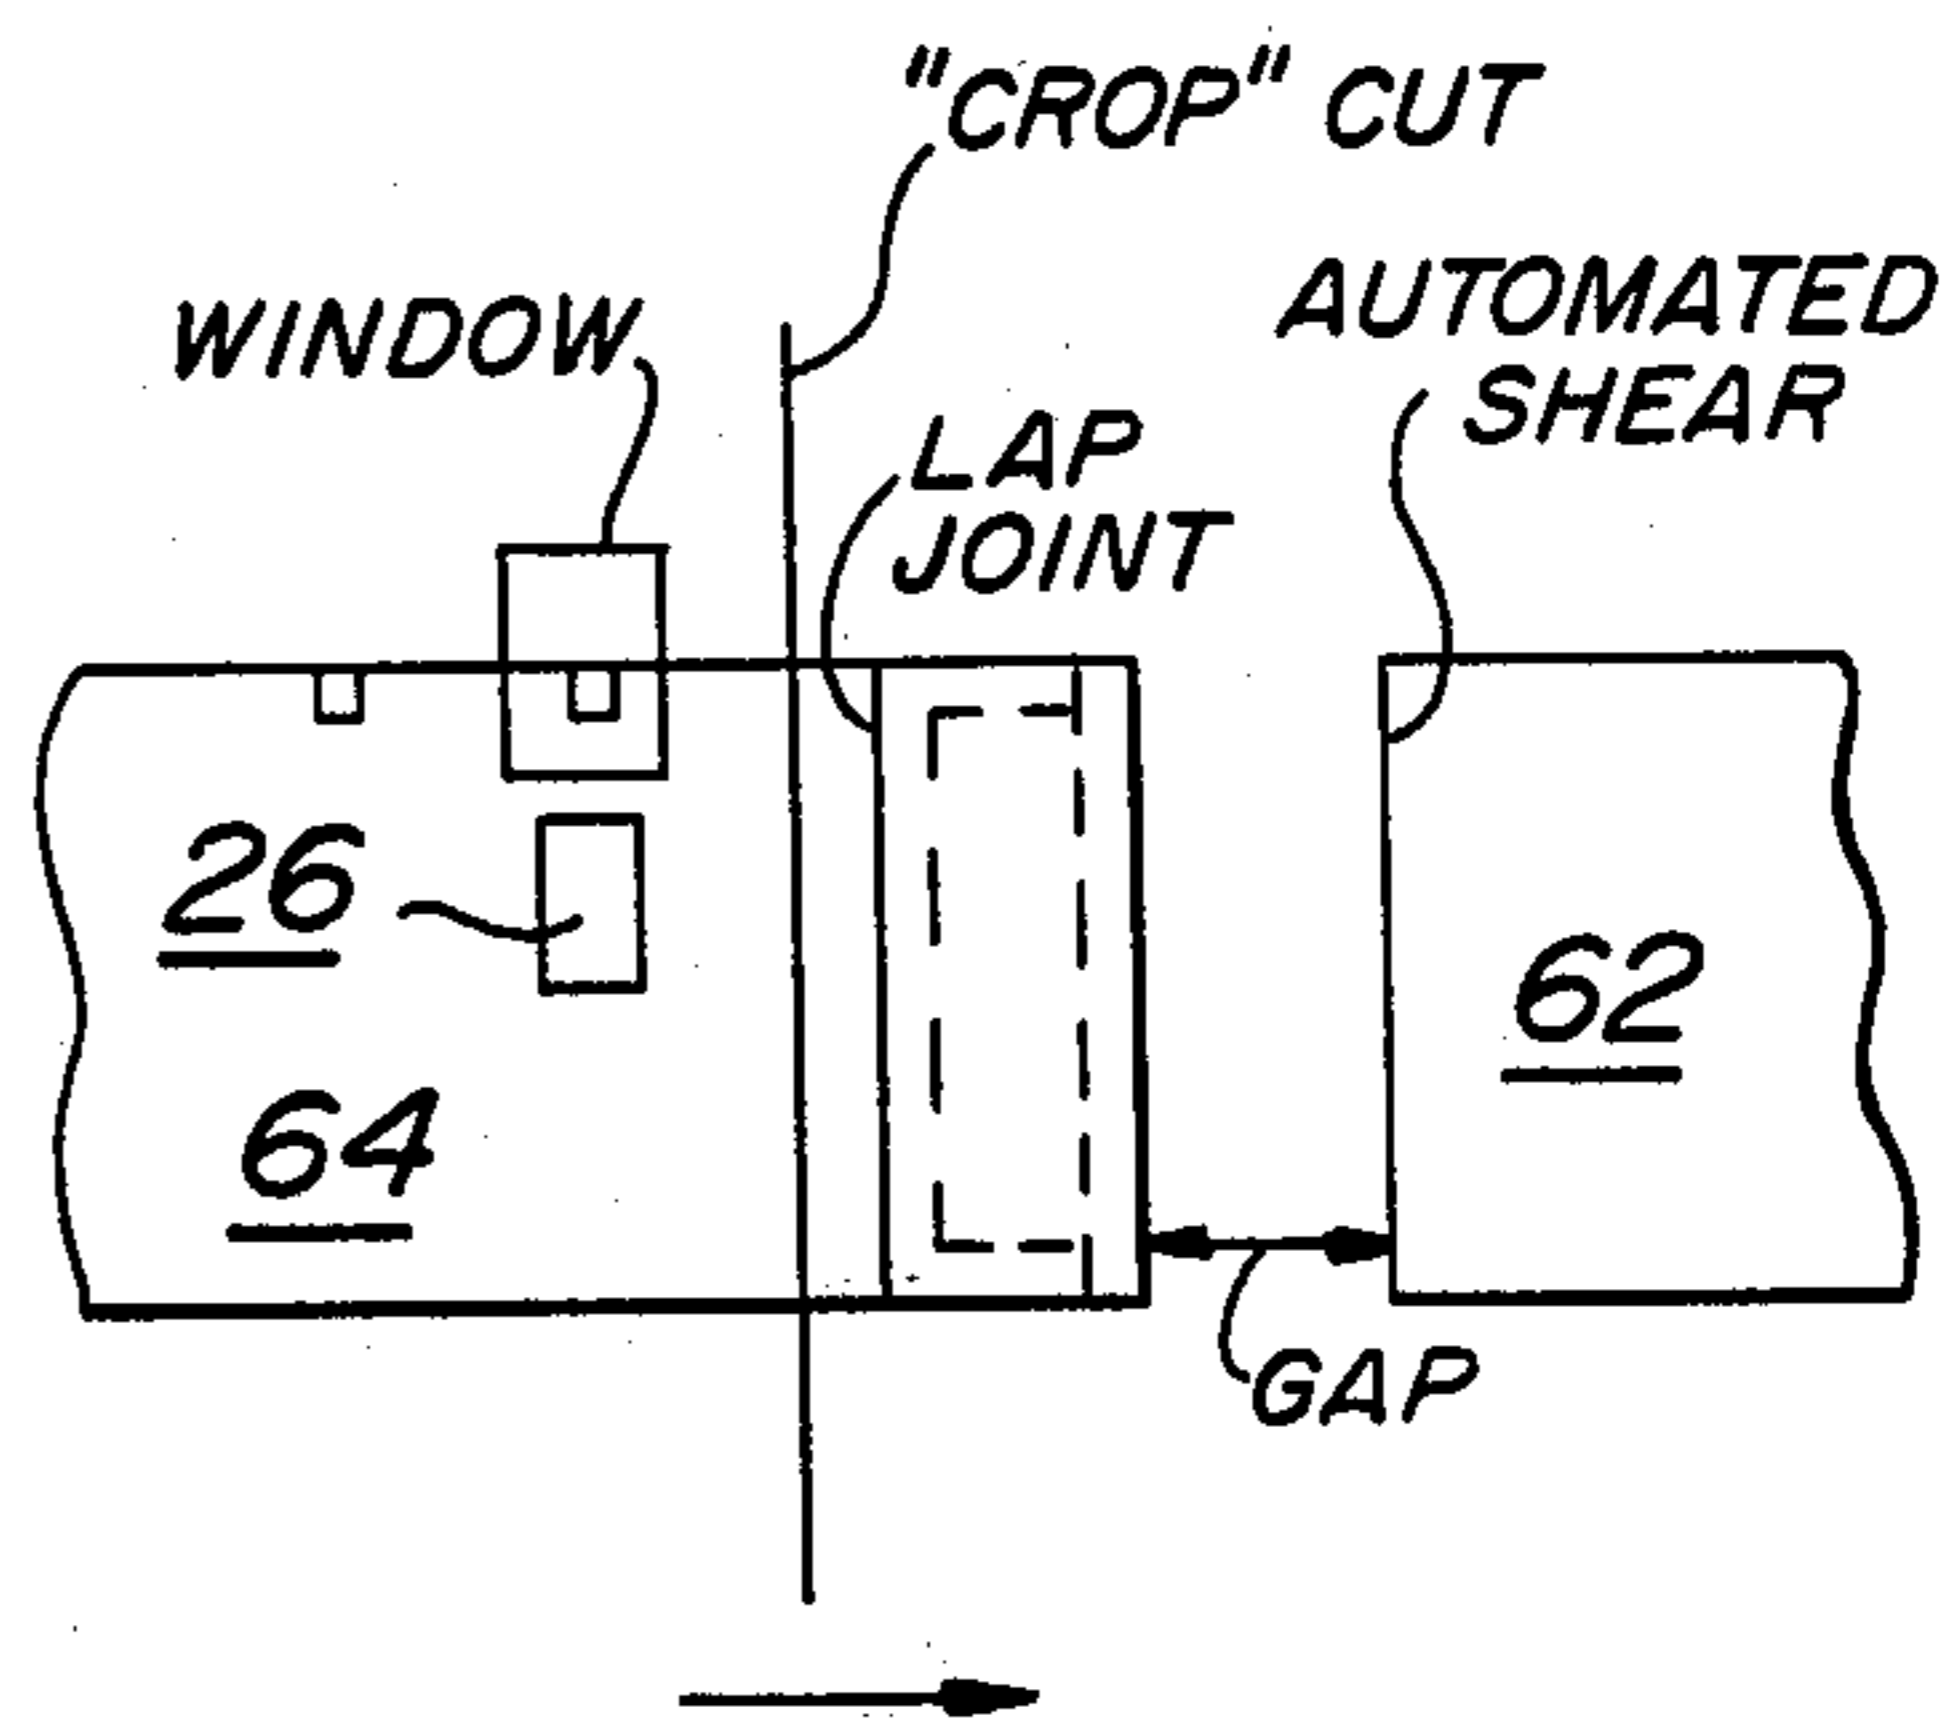 "CROP" CUT
WINDOW
AUTOMATED
SHEAR
LAP
JOINT
26
62
64
GAP